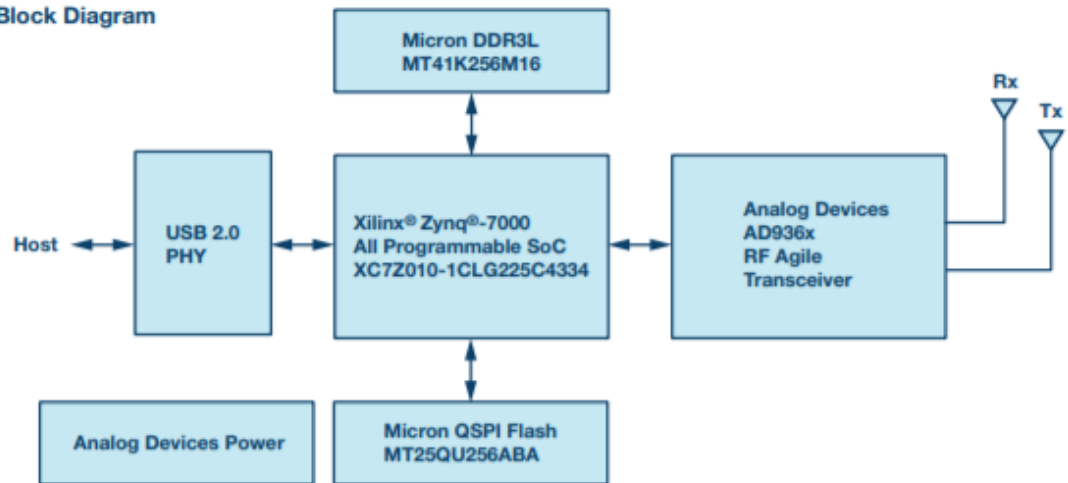 Block Diagram
Micron DDR3L
MT41K256M16
Rx
Tx
Host
USB 2.0
PHY
Xilinx® Zynq®-7000
All Programmable SoC
XC7Z010-1CLG225C4334
Analog Devices
AD936x
RF Agile
Transceiver
Analog Devices Power
Micron QSPI Flash
MT25QU256ABA